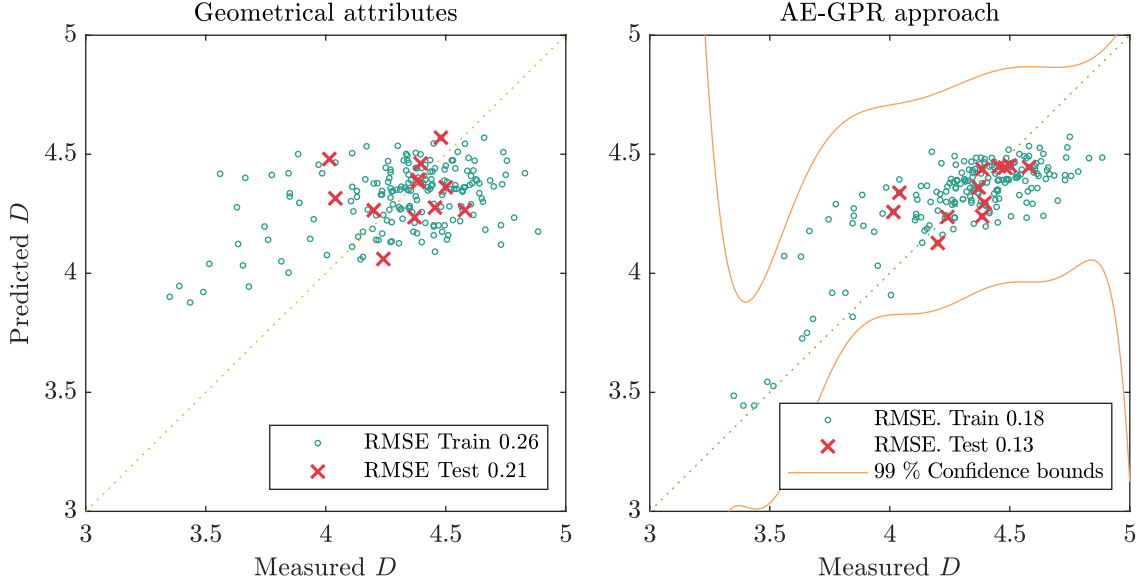 Geometrical attributes
5
4.5
4
3.5
3
Predicted D
3
3.5
4
4.5
5
Measured D
RMSE Train 0.26
RMSE Test 0.21
AE-GPR approach
5
4.5
4
3.5
3
3
3.5
4
4.5
5
Measured D
RMSE. Train 0.18
RMSE. Test 0.13
99 % Confidence bounds